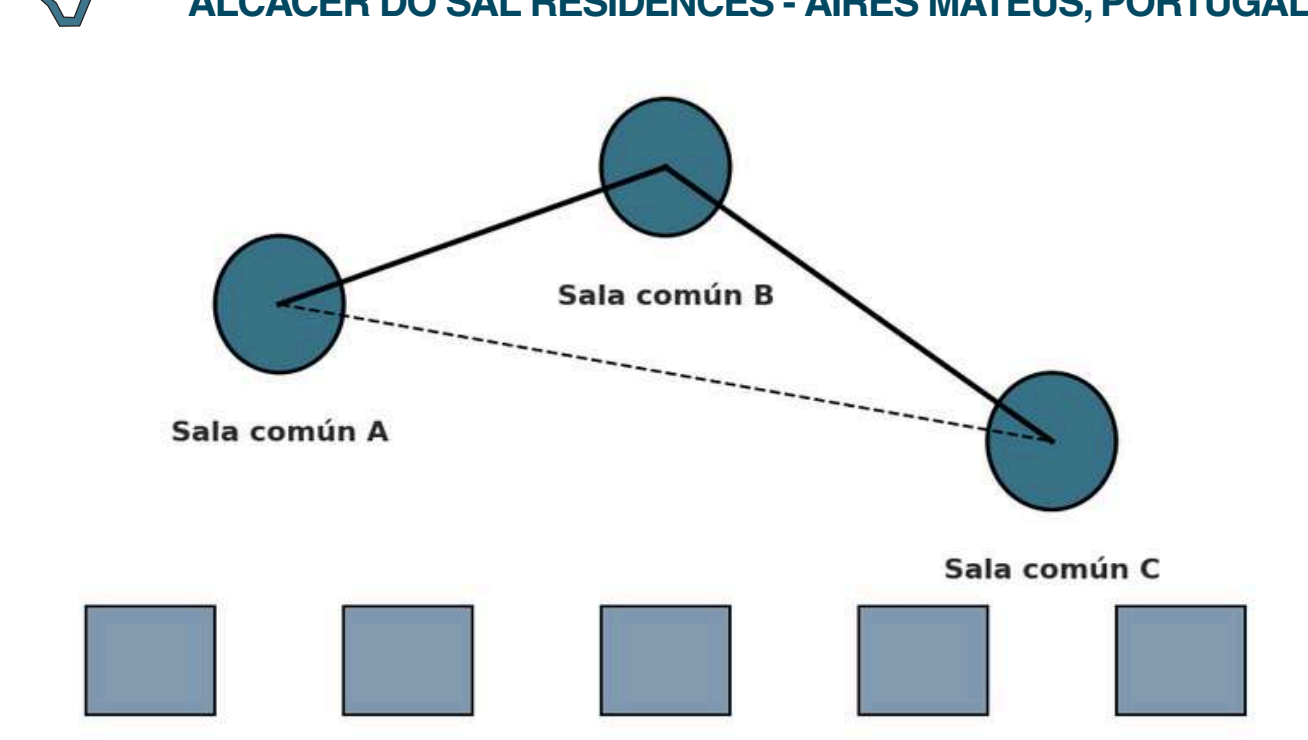 ALCACER DO SAL RESIDENCES - AIRES MATEUS, PORTUGAL
Sala común B
Sala común A
Sala común C